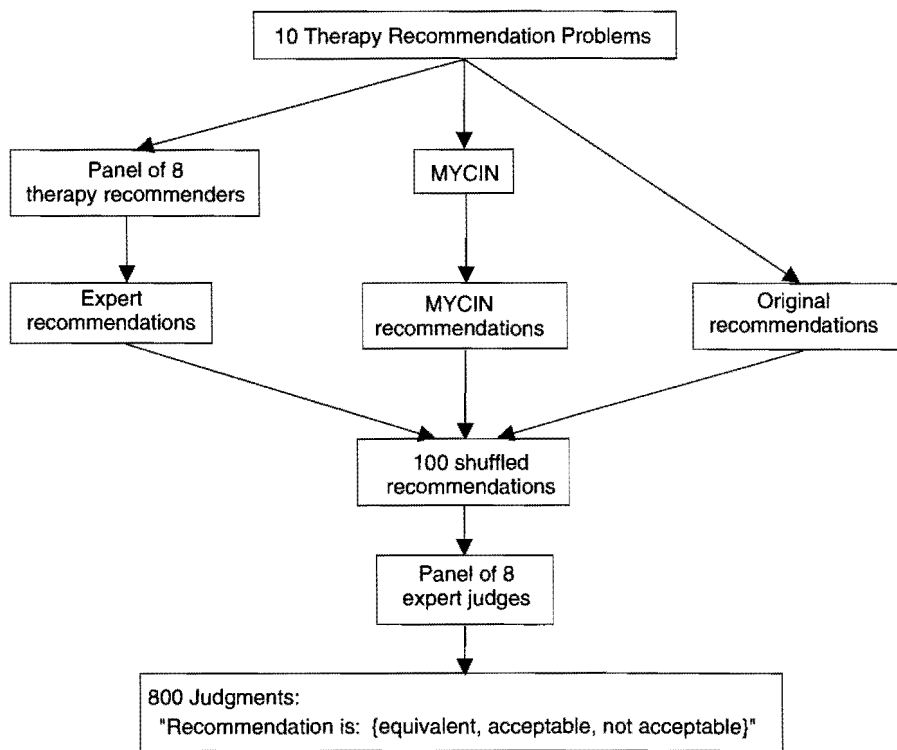 10 Therapy Recommendation Problems
Panel of 8
therapy recommenders
MYCIN
Expert
recommendations
MYCIN
recommendations
Original
recommendations
100 shuffled
recommendations
Panel of 8
expert judges
800 Judgments:
"Recommendation is: {equivalent, acceptable, not acceptable}"